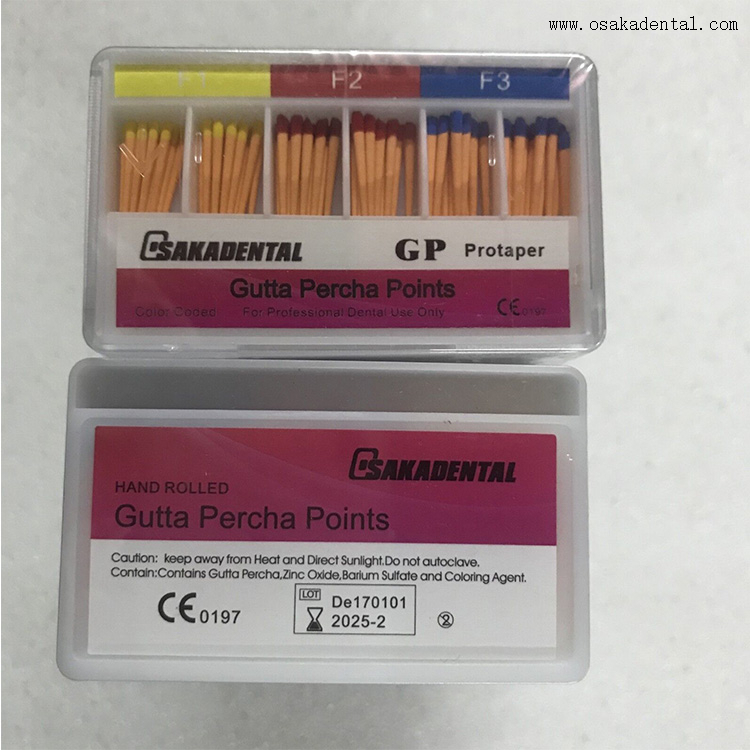 www.osakadental.com
F1 F2 F3
OSAKADENTAL GP Protaper
Gutta Percha Points
Color Coded For Professional Dental Use Only CE0197
OSAKADENTAL
HAND ROLLED
Gutta Percha Points
Caution: keep away from Heat and Direct Sunlight.Do not autoclave.
Contain:Contains Gutta Percha,Zinc Oxide,Barium Sulfate and Coloring Agent.
CE0197 LOT De170101
2025-2 2